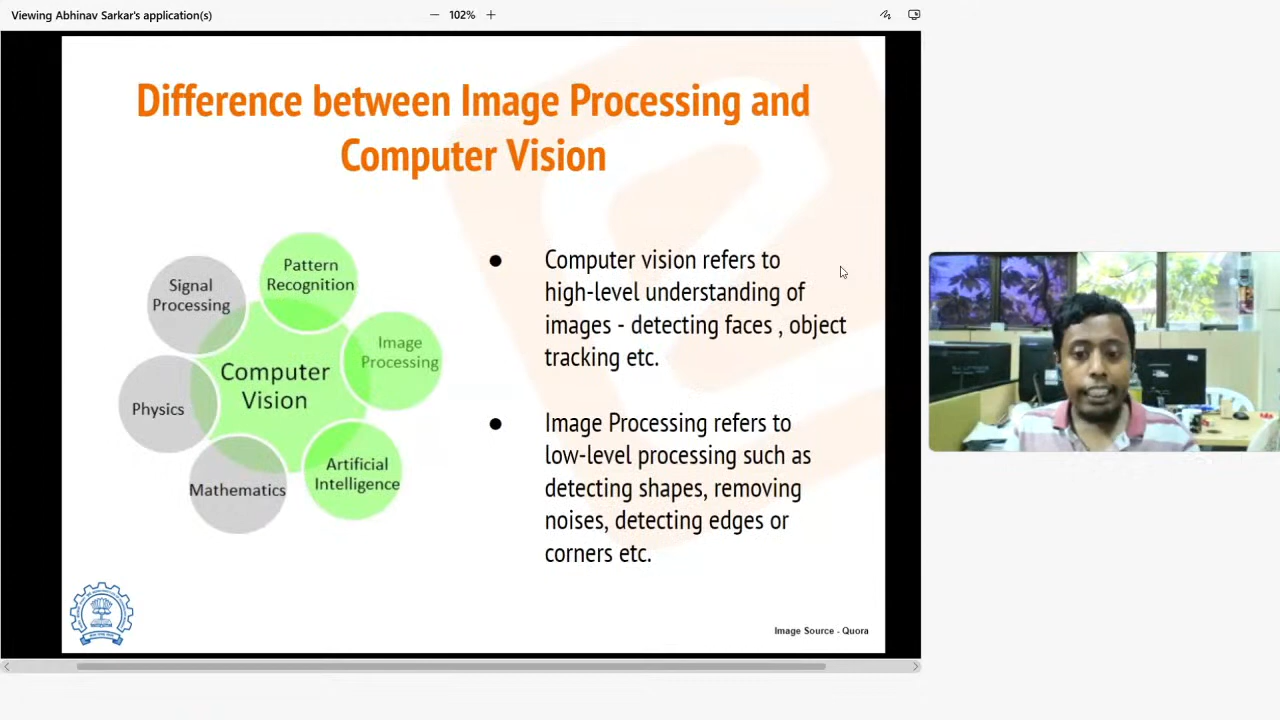 Viewing Abhinav Sarkar's application(s)
102%
Difference between Image Processing and
Computer Vision
Signal
Processing
Pattern
Recognition
Image
Processing
Computer
Vision
Physics
Mathematics
Artificial
Intelligence
● Computer vision refers to
high-level understanding of
images - detecting faces , object
tracking etc.
● Image Processing refers to
low-level processing such as
detecting shapes, removing
noises, detecting edges or
corners etc.
Image Source - Quora